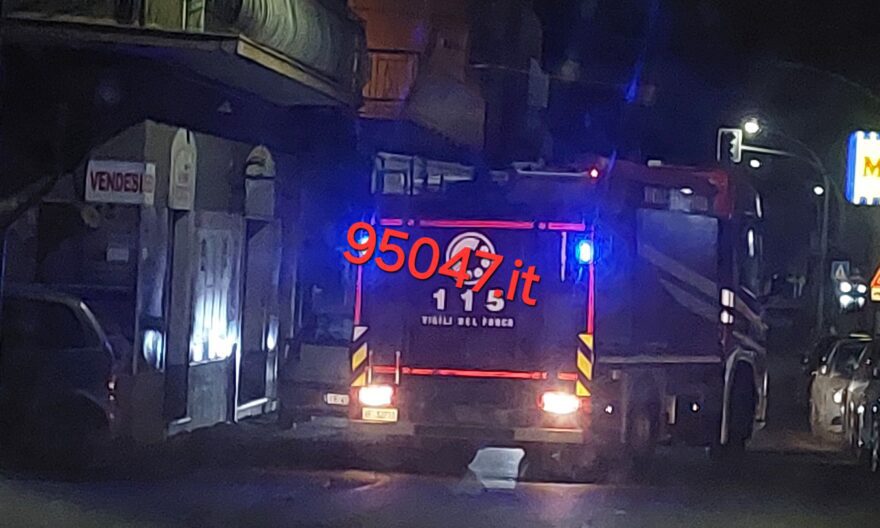 VENDESI
95047.it
115
VIGILI DEL FUOCO
M